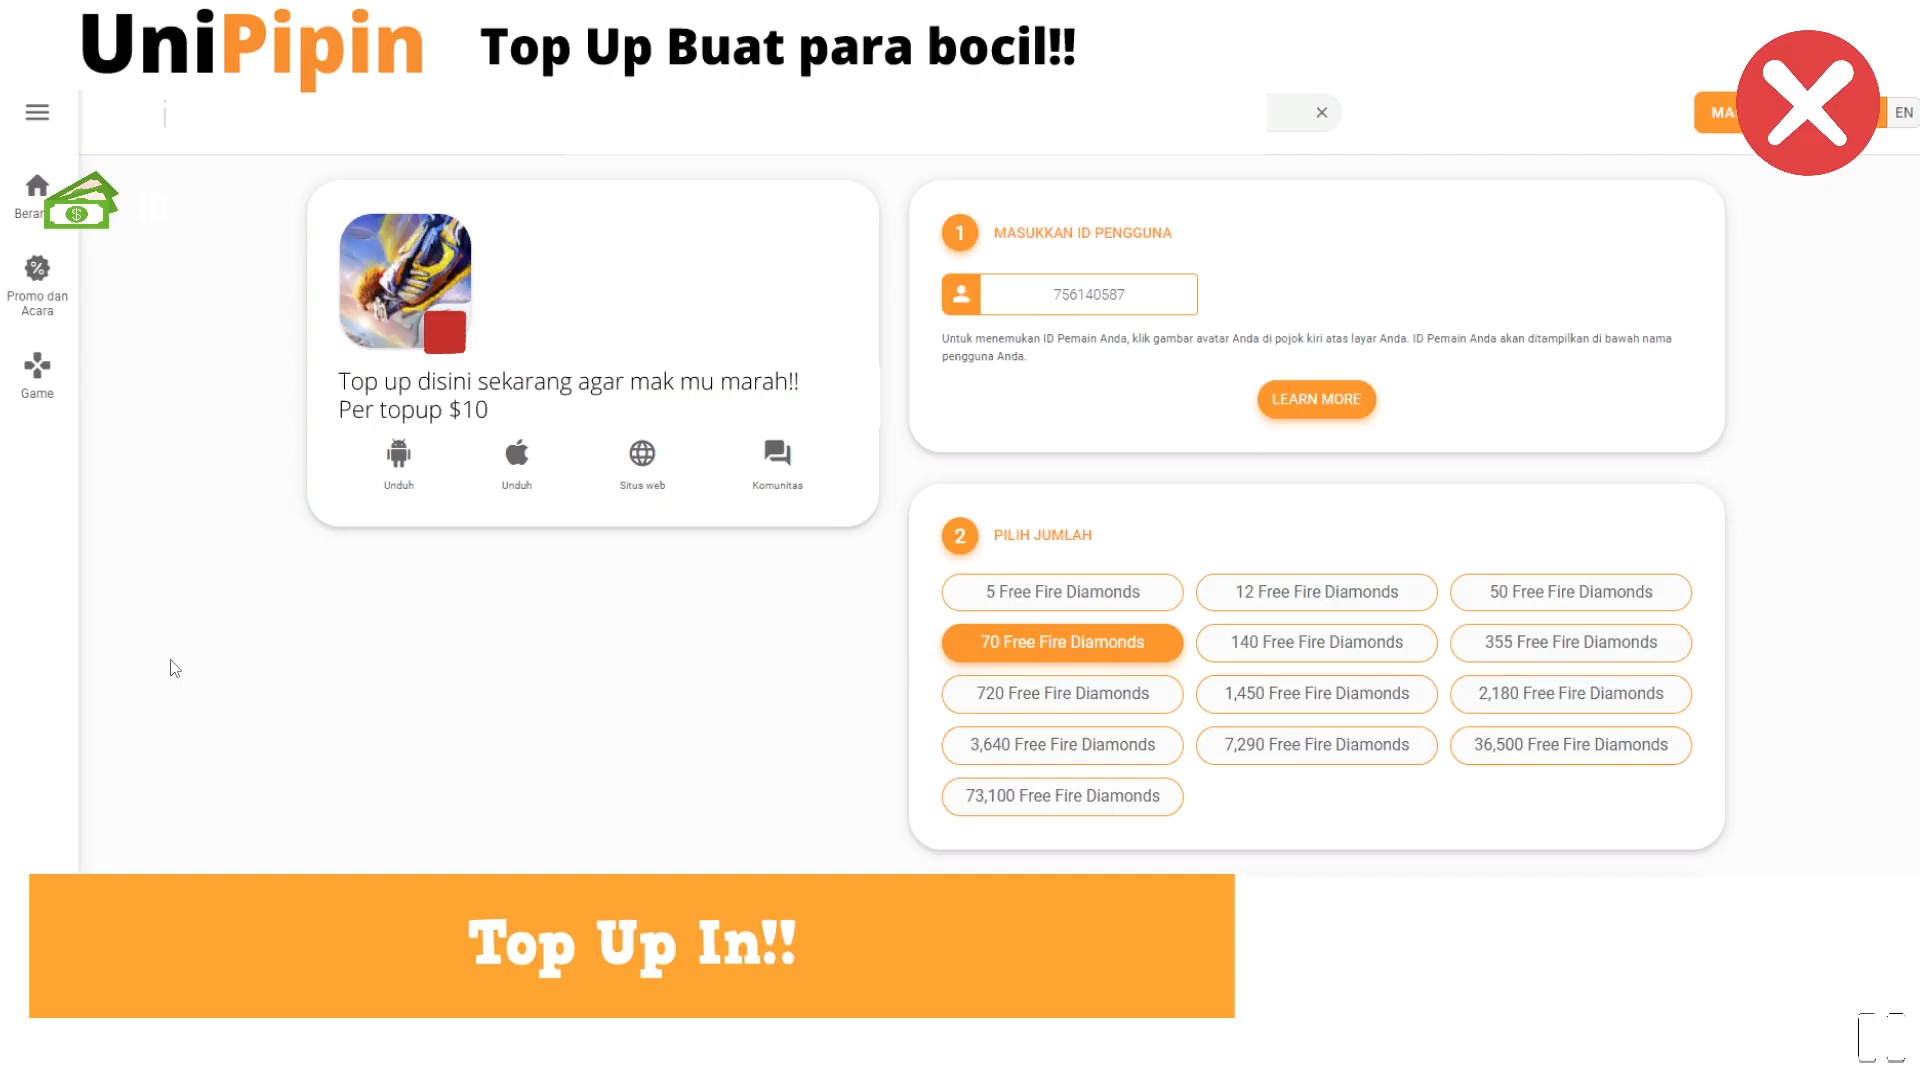 UniPipin
Top Up Buat para bocil!!
MA
EN
Beran
Promo dan
Acara
Game
Top up disini sekarang agar mak mu marah!!
Per topup $10
Unduh
Unduh
Situs web
Komunitas
1
MASUKKAN ID PENGGUNA
756140587
Untuk menemukan ID Pemain Anda, klik gambar avatar Anda di pojok kiri atas layar Anda. ID Pemain Anda akan ditampilkan di bawah nama
pengguna Anda.
LEARN MORE
2
PILIH JUMLAH
5 Free Fire Diamonds
12 Free Fire Diamonds
50 Free Fire Diamonds
70 Free Fire Diamonds
140 Free Fire Diamonds
355 Free Fire Diamonds
720 Free Fire Diamonds
1,450 Free Fire Diamonds
2,180 Free Fire Diamonds
3,640 Free Fire Diamonds
7,290 Free Fire Diamonds
36,500 Free Fire Diamonds
73,100 Free Fire Diamonds
Top Up In!!